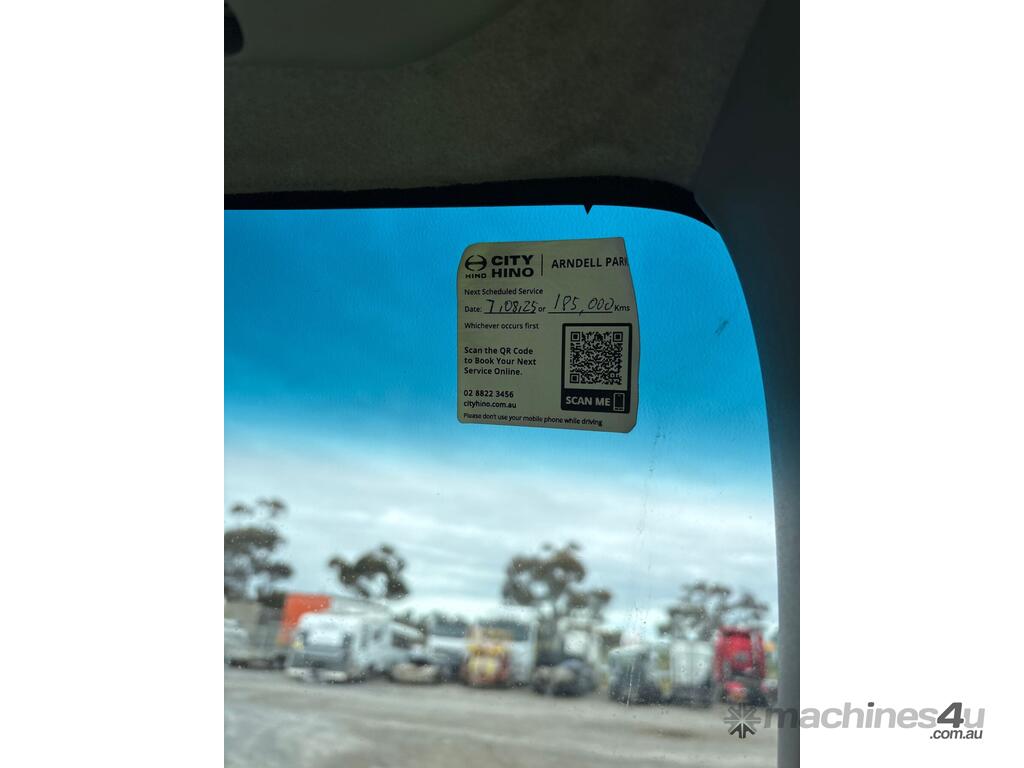 CITY HINO | ARNDELL PARK
HINO
Next Scheduled Service
Date: 7,08,25 or 185,000 Kms
Whichever occurs first
Scan the QR Code
to Book Your Next
Service Online.
SCAN ME
02 8822 3456
cityhino.com.au
Please don't use your mobile phone while driving
machines4u
.com.au